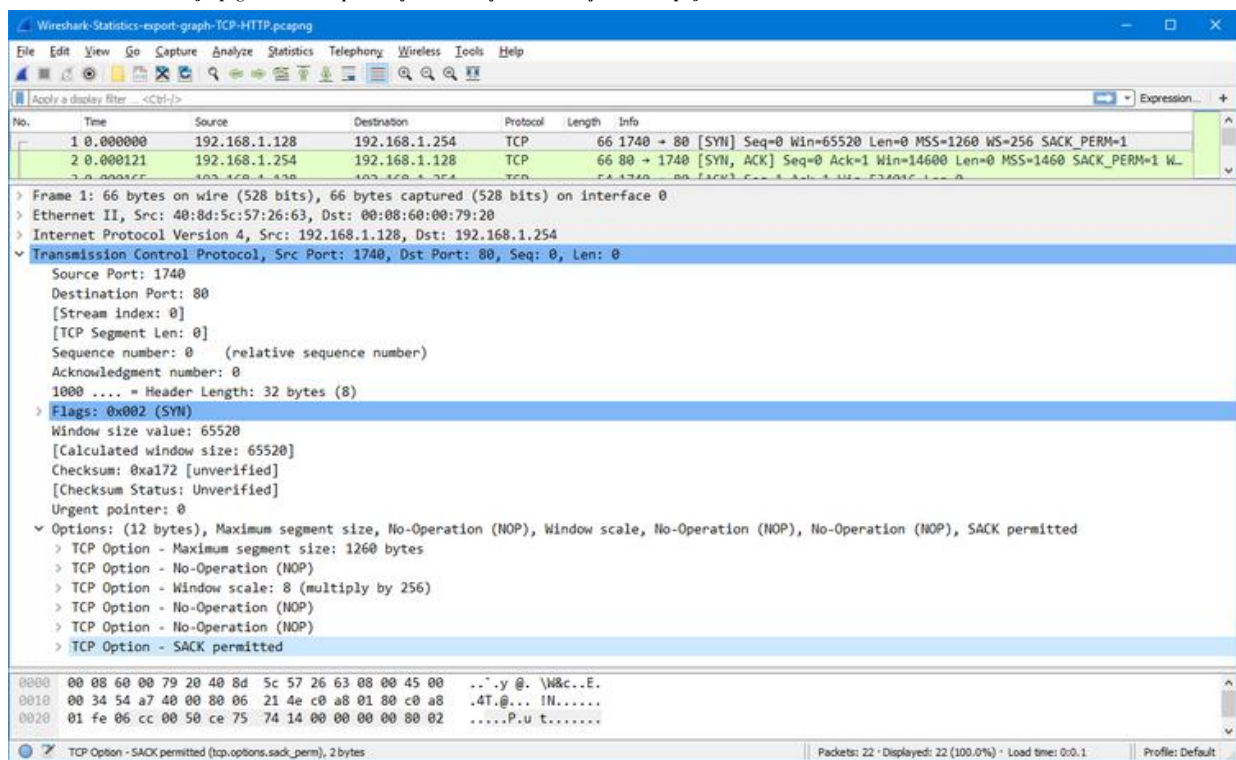 Wireshark-Statistics-export-graph-TCP-HTTP.pcapng
File Edit View Go Capture Analyze Statistics Telephony Wireless Tools Help
Apply a display filter ... <Ctrl-/> Expression... +
No. Time Source Destination Protocol Length Info
1 0.000000 192.168.1.128 192.168.1.254 TCP 66 1740 → 80 [SYN] Seq=0 Win=65520 Len=0 MSS=1260 WS=256 SACK_PERM=1
2 0.000121 192.168.1.254 192.168.1.128 TCP 66 80 → 1740 [SYN, ACK] Seq=0 Ack=1 Win=14600 Len=0 MSS=1460 SACK_PERM=1 W…
> Frame 1: 66 bytes on wire (528 bits), 66 bytes captured (528 bits) on interface 0
> Ethernet II, Src: 40:8d:5c:57:26:63, Dst: 00:08:60:00:79:20
> Internet Protocol Version 4, Src: 192.168.1.128, Dst: 192.168.1.254
Transmission Control Protocol, Src Port: 1740, Dst Port: 80, Seq: 0, Len: 0
Source Port: 1740
Destination Port: 80
[Stream index: 0]
[TCP Segment Len: 0]
Sequence number: 0 (relative sequence number)
Acknowledgment number: 0
1000 .... = Header Length: 32 bytes (8)
> Flags: 0x002 (SYN)
Window size value: 65520
[Calculated window size: 65520]
Checksum: 0xa172 [unverified]
[Checksum Status: Unverified]
Urgent pointer: 0
Options: (12 bytes), Maximum segment size, No-Operation (NOP), Window scale, No-Operation (NOP), No-Operation (NOP), SACK permitted
> TCP Option - Maximum segment size: 1260 bytes
> TCP Option - No-Operation (NOP)
> TCP Option - Window scale: 8 (multiply by 256)
> TCP Option - No-Operation (NOP)
> TCP Option - No-Operation (NOP)
> TCP Option - SACK permitted
0000 00 08 60 00 79 20 40 8d 5c 57 26 63 08 00 45 00 ..`.y @. \W&c..E.
0010 00 34 54 a7 40 00 80 06 21 4e c0 a8 01 80 c0 a8 .4T.@... !N......
0020 01 fe 06 cc 00 50 ce 75 74 14 00 00 00 00 80 02 .....P.u t.......
TCP Option - SACK permitted (tcp.options.sack_perm), 2 bytes Packets: 22 · Displayed: 22 (100.0%) · Load time: 0:0.1 Profile: Default